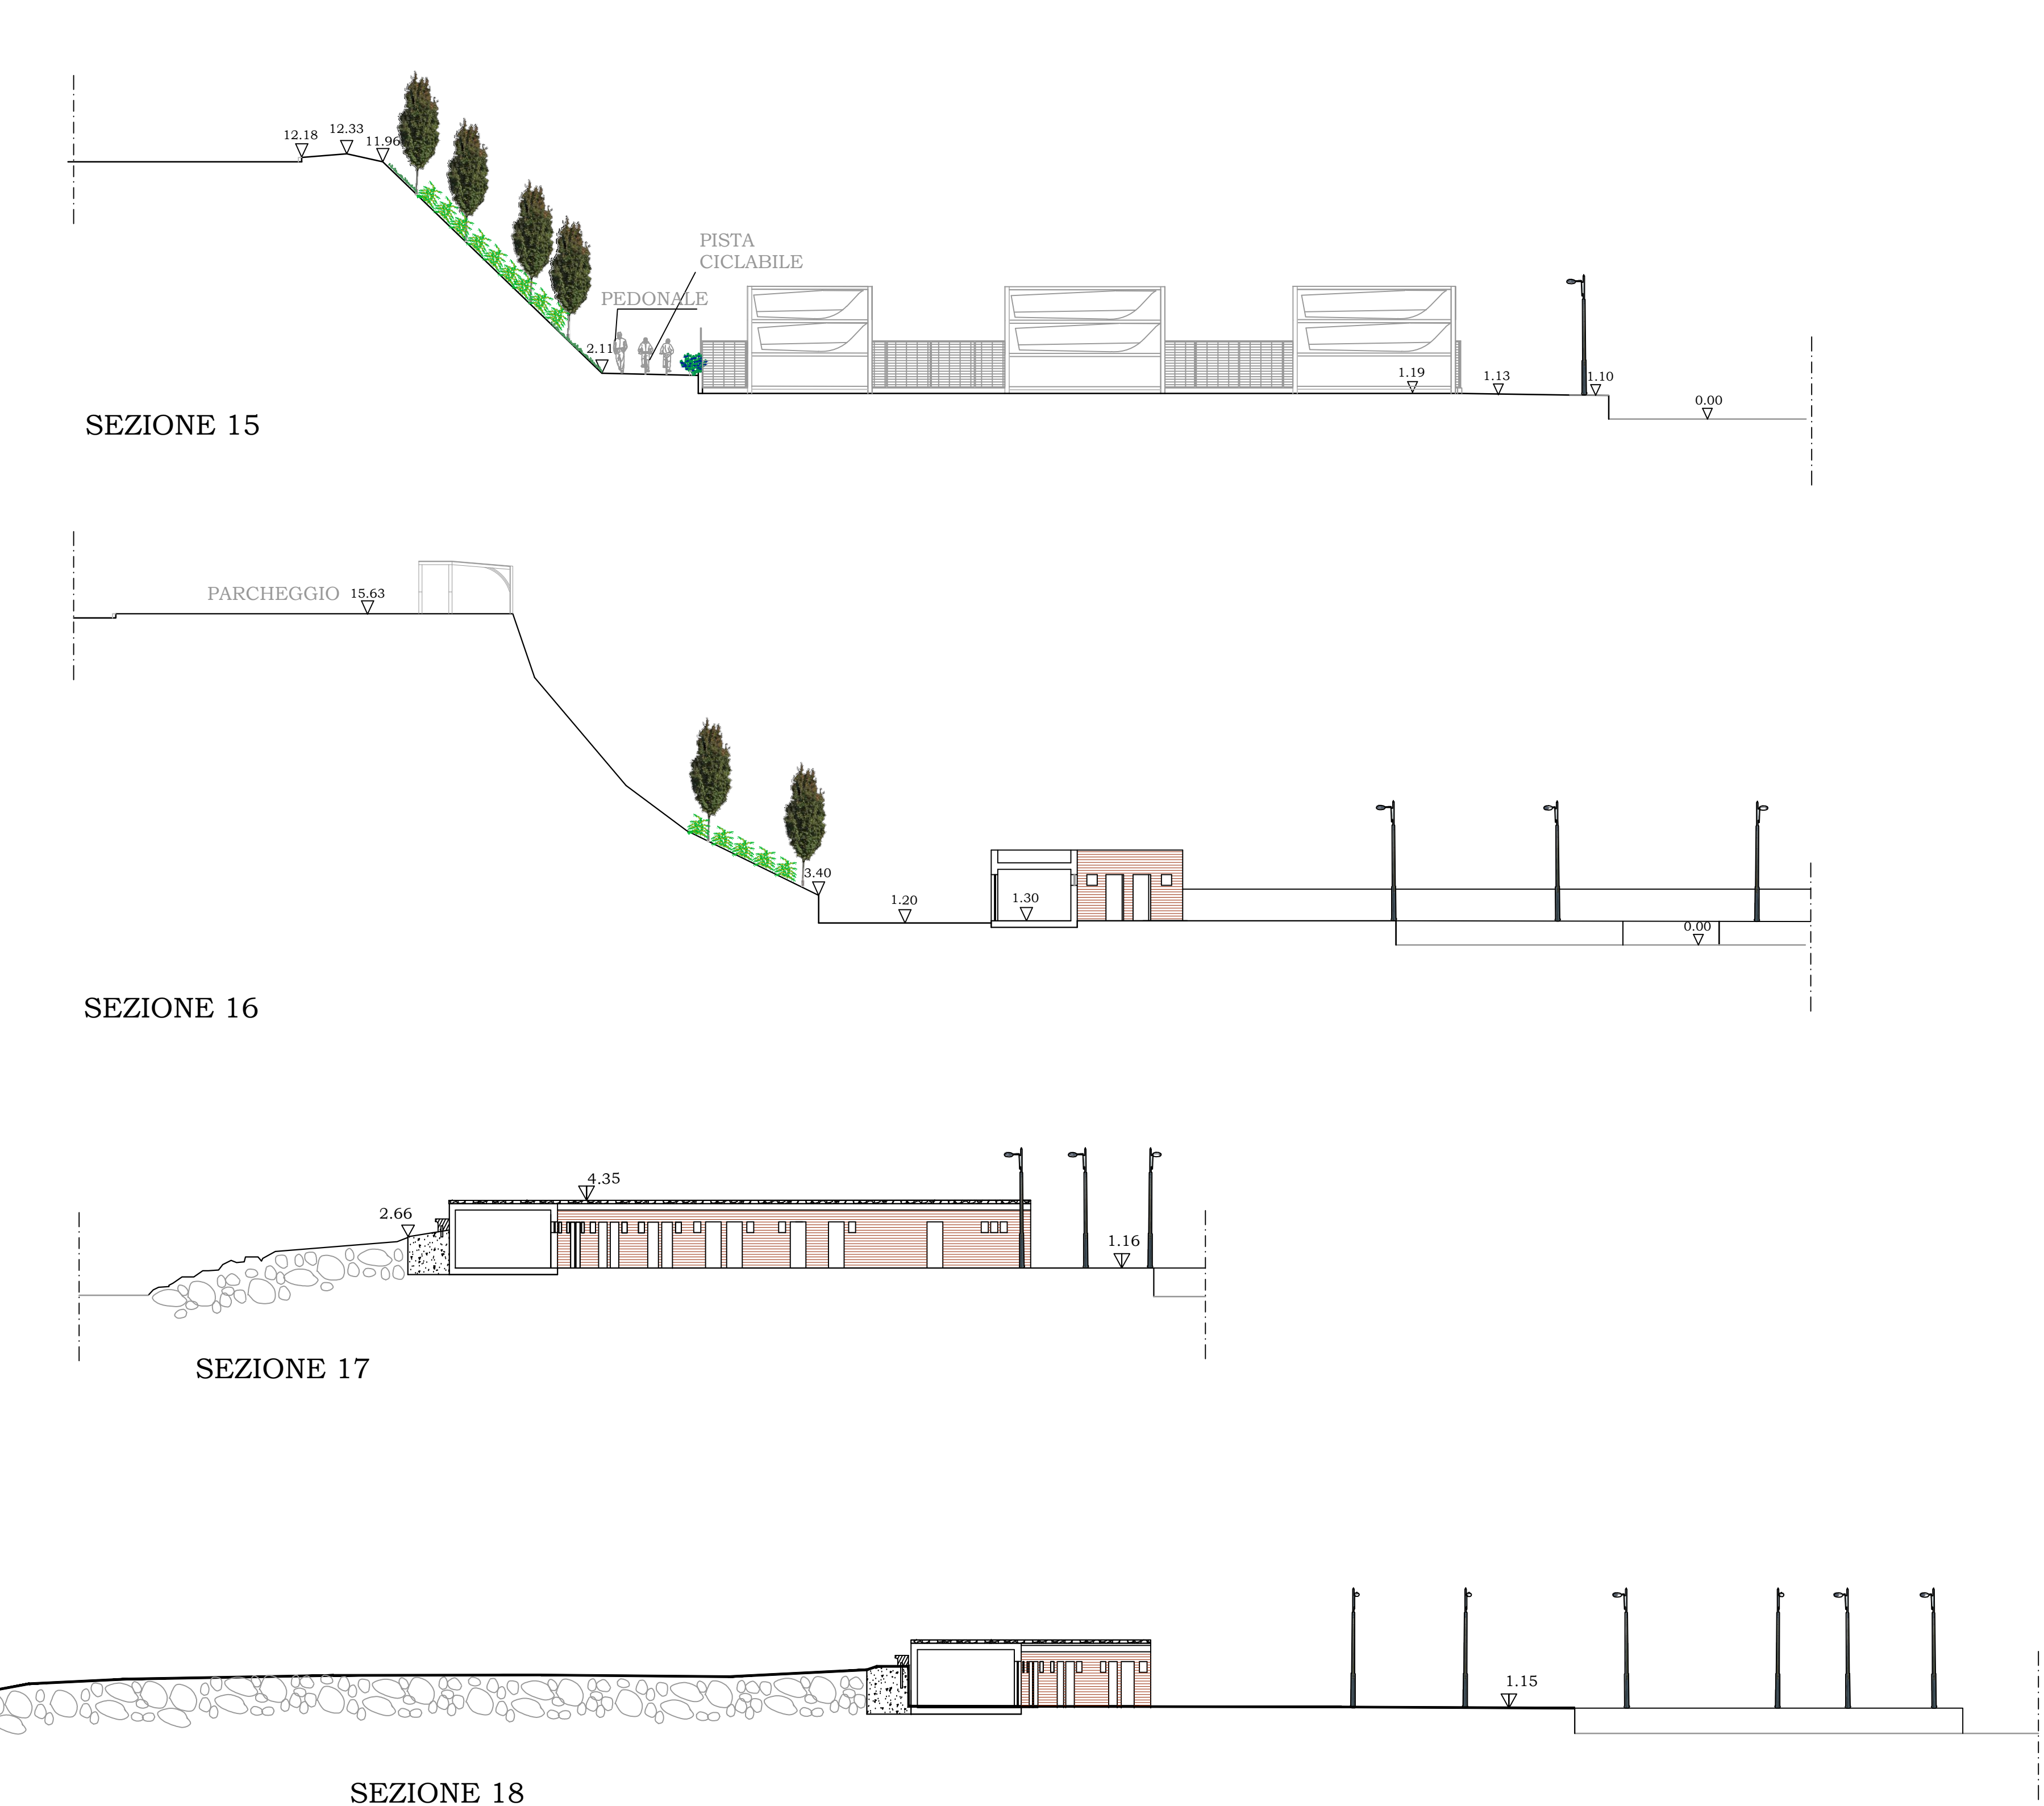 12.18
12.33
11.96
PISTA
CICLABILE
PEDONALE
2.11
1.19
1.13
1.10
0.00
SEZIONE 15
PARCHEGGIO
15.63
3.40
1.20
1.30
0.00
SEZIONE 16
4.35
2.66
1.16
SEZIONE 17
1.15
SEZIONE 18